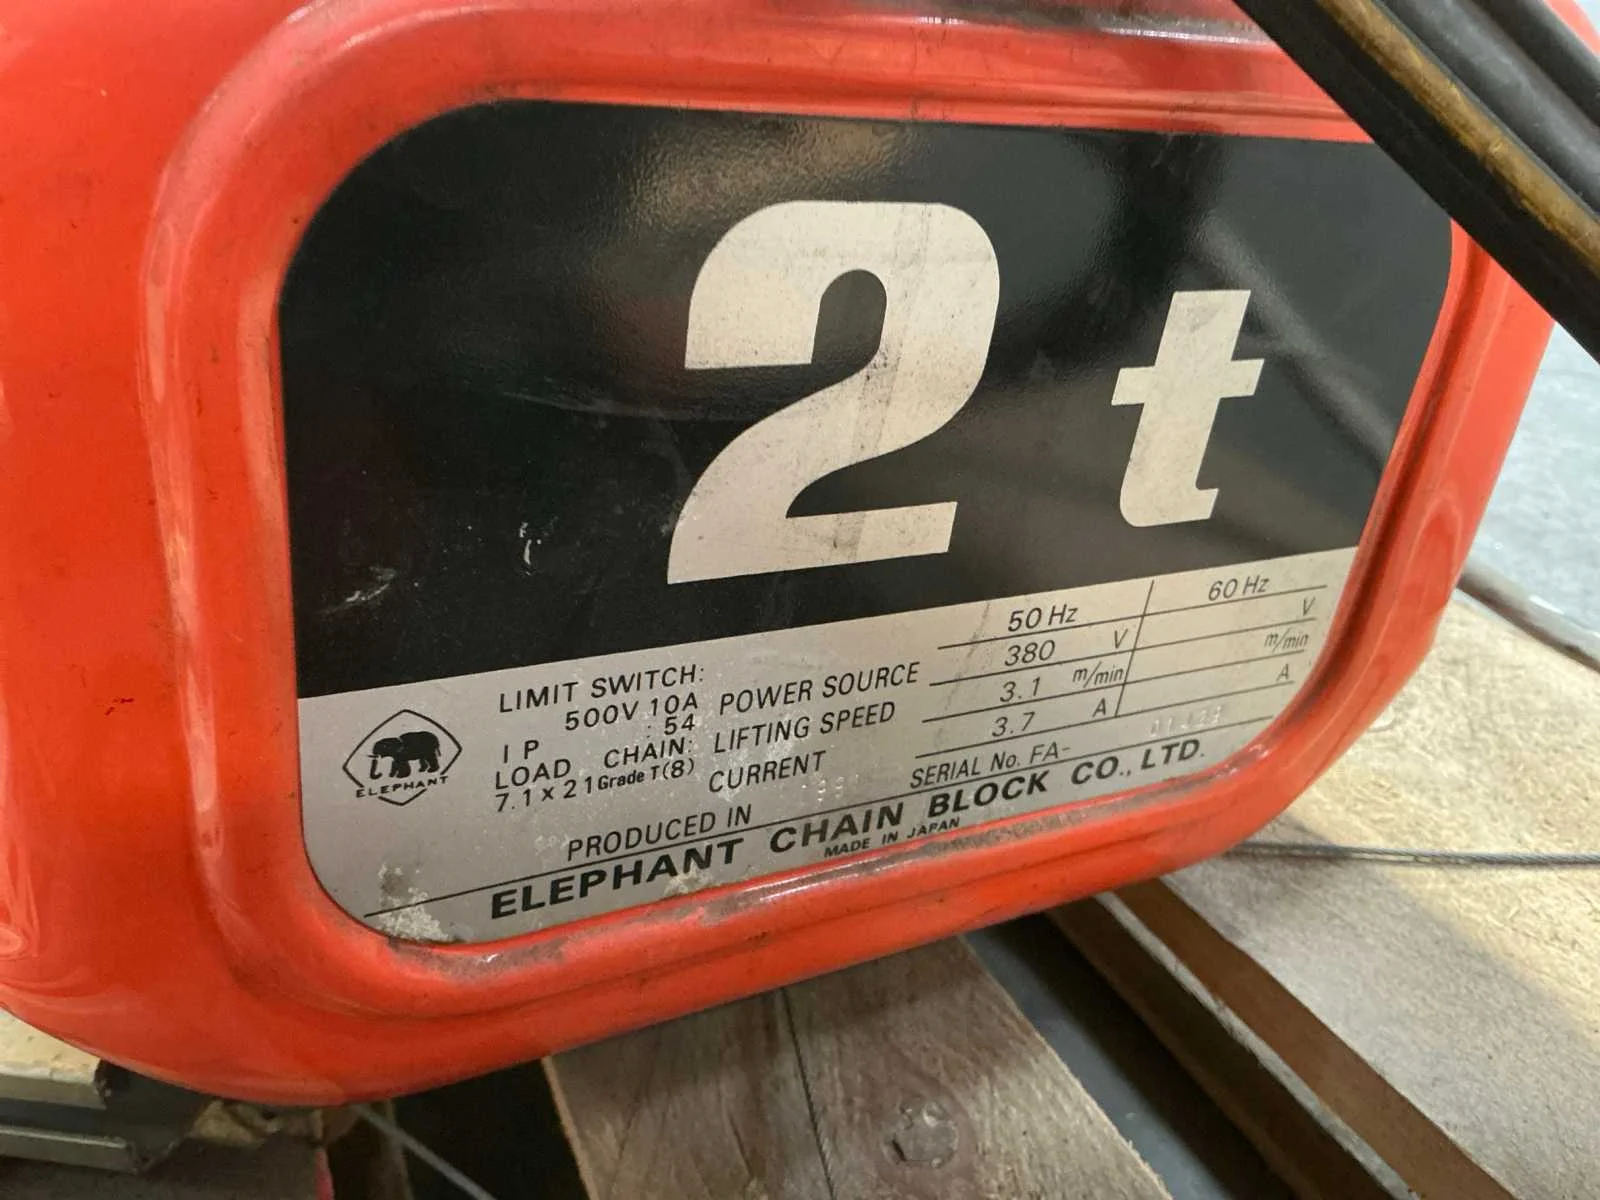 2 t
50 Hz 60 Hz
LIMIT SWITCH:
500V 10A
IP : 54
LOAD CHAIN:
7.1 x 21 Grade T(8)
POWER SOURCE 380 V V
LIFTING SPEED 3.1 m/min m/min
CURRENT 3.7 A A
ELEPHANT
PRODUCED IN SERIAL No. FA-
ELEPHANT CHAIN BLOCK CO., LTD.
MADE IN JAPAN